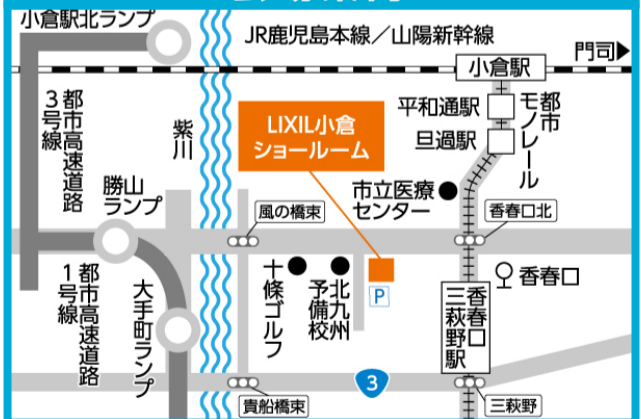 小倉駅北ランプ
JR鹿児島本線／山陽新幹線
門司
小倉駅
都市高速道路
3号線
紫川
LIXIL小倉
ショールーム
平和通駅
旦過駅
都市
モノレール
勝山
ランプ
市立医療
センター
風の橋東
香春口北
十條ゴルフ
北九州
予備校
P
香春口
香春口
三萩野駅
都市高速道路
1号線
大手町ランプ
3
貴船橋東
三萩野